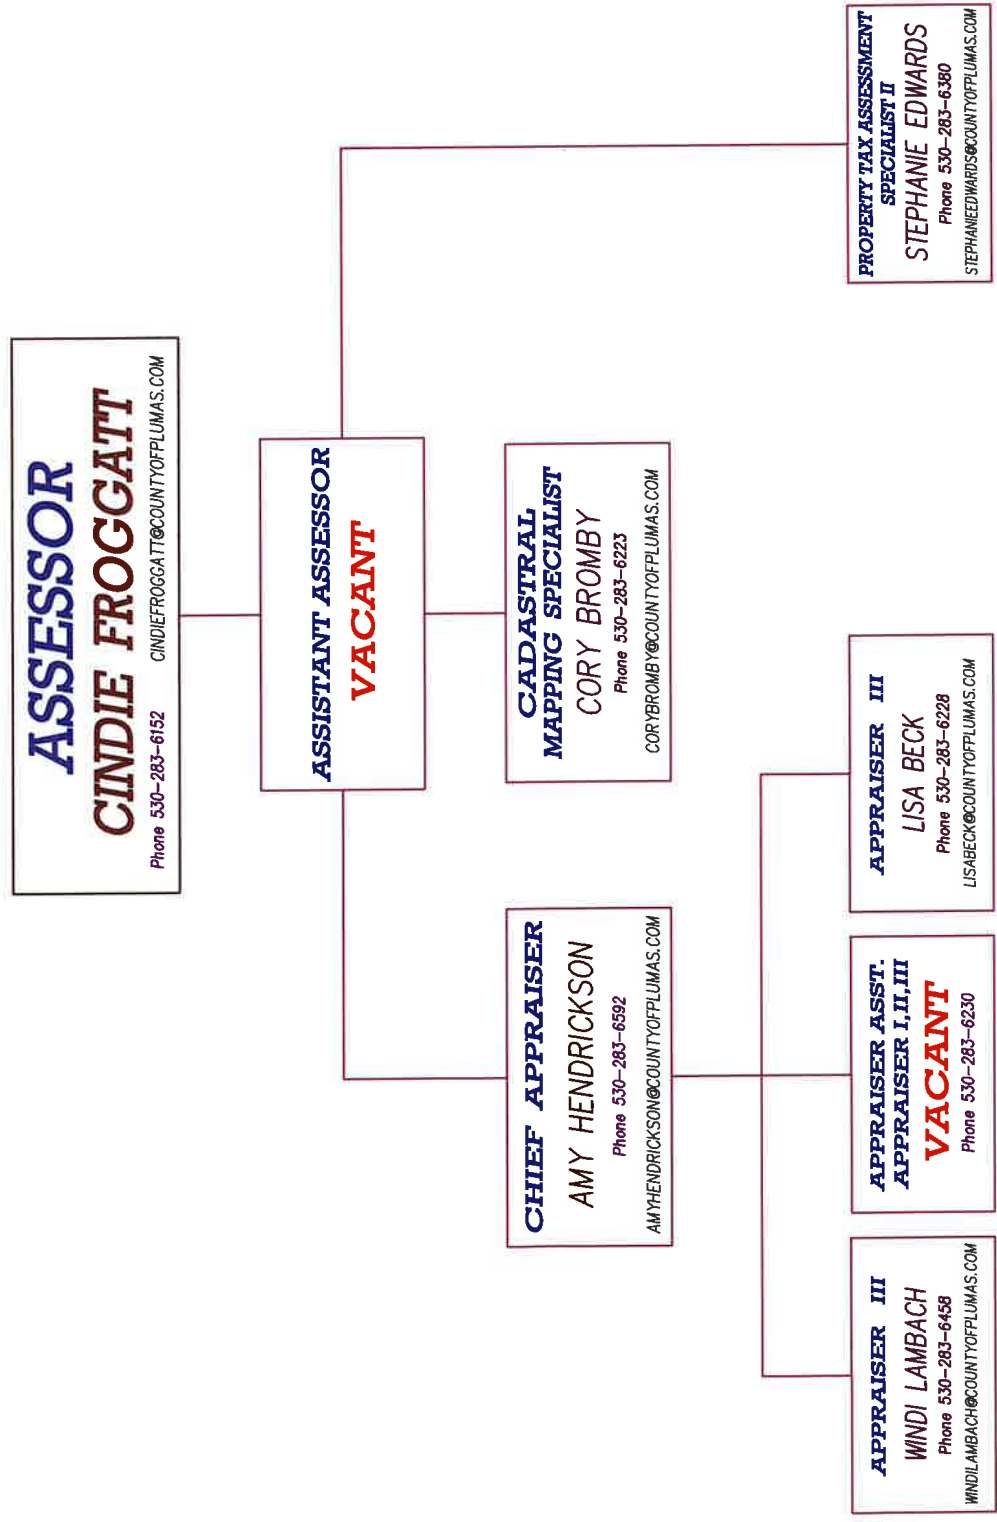 ASSESSOR
CINDIE FROGGATT
Phone 530-283-6152 CINDIEFROGGATT@COUNTYOFPLUMAS.COM
ASSISTANT ASSESSOR
VACANT
CHIEF APPRAISER
AMY HENDRICKSON
Phone 530-283-6592
AMYHENDRICKSON@COUNTYOFPLUMAS.COM
CADASTRAL
MAPPING SPECIALIST
CORY BROMBY
Phone 530-283-6223
CORYBROMBY@COUNTYOFPLUMAS.COM
APPRAISER III
WINDI LAMBACH
Phone 530-283-6458
WINDILAMBACH@COUNTYOFPLUMAS.COM
APPRAISER ASST.
APPRAISER I,II,III
VACANT
Phone 530-283-6230
APPRAISER III
LISA BECK
Phone 530-283-6228
LISABECK@COUNTYOFPLUMAS.COM
PROPERTY TAX ASSESSMENT
SPECIALIST II
STEPHANIE EDWARDS
Phone 530-283-6380
STEPHANIEEDWARDS@COUNTYOFPLUMAS.COM